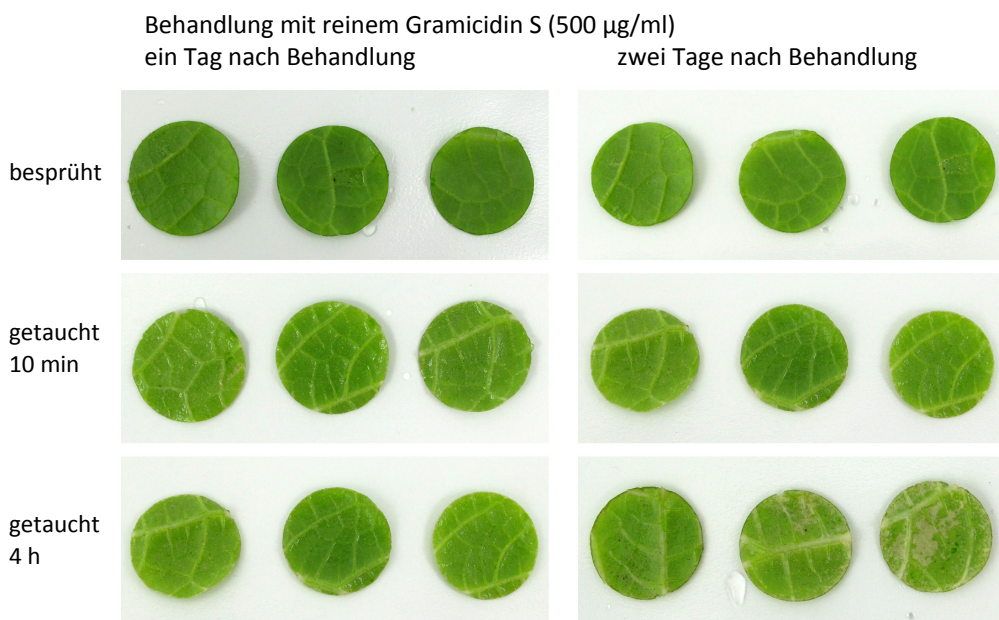 Behandlung mit reinem Gramicidin S (500 µg/ml)
ein Tag nach Behandlung
zwei Tage nach Behandlung
besprüht
getaucht
10 min
getaucht
4 h